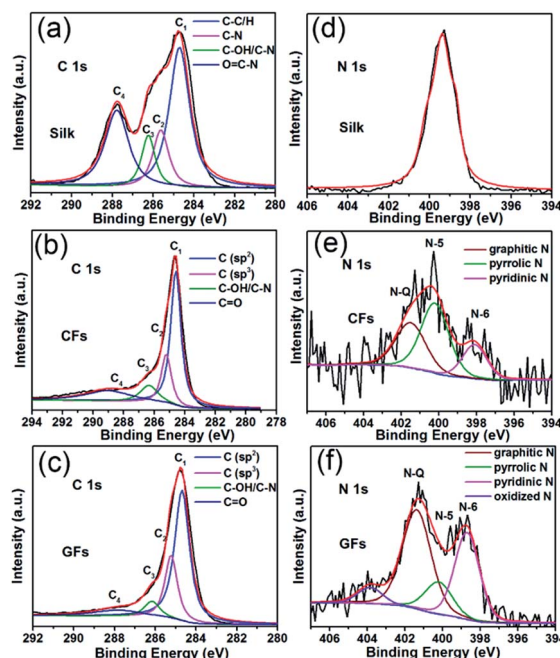 (a)
C 1s
Silk
C₁
C₂
C₃
C₄
C-C/H
C-N
C-OH/C-N
O=C-N
Intensity (a.u.)
292 290 288 286 284 282 280
Binding Energy (eV)
(d)
N 1s
Silk
Intensity (a.u.)
406 404 402 400 398 396 394
Binding Energy (eV)
(b)
C 1s
CFs
C₁
C₂
C₃
C₄
C (sp²)
C (sp³)
C-OH/C-N
C=O
Intensity (a.u.)
294 292 290 288 286 284 282 280 278
Binding Energy (eV)
(e)
N 1s
CFs
N-Q
N-5
N-6
graphitic N
pyrrolic N
pyridinic N
Intensity (a.u.)
406 404 402 400 398 396 394
Binding Energy (eV)
(c)
C 1s
GFs
C₁
C₂
C₃
C₄
C (sp²)
C (sp³)
C-OH/C-N
C=O
Intensity (a.u.)
292 290 288 286 284 282 280
Binding Energy (eV)
(f)
N 1s
GFs
N-Q
N-5
N-6
graphitic N
pyrrolic N
pyridinic N
oxidized N
Intensity (a.u.)
406 404 402 400 398 396 394
Binding Energy (eV)